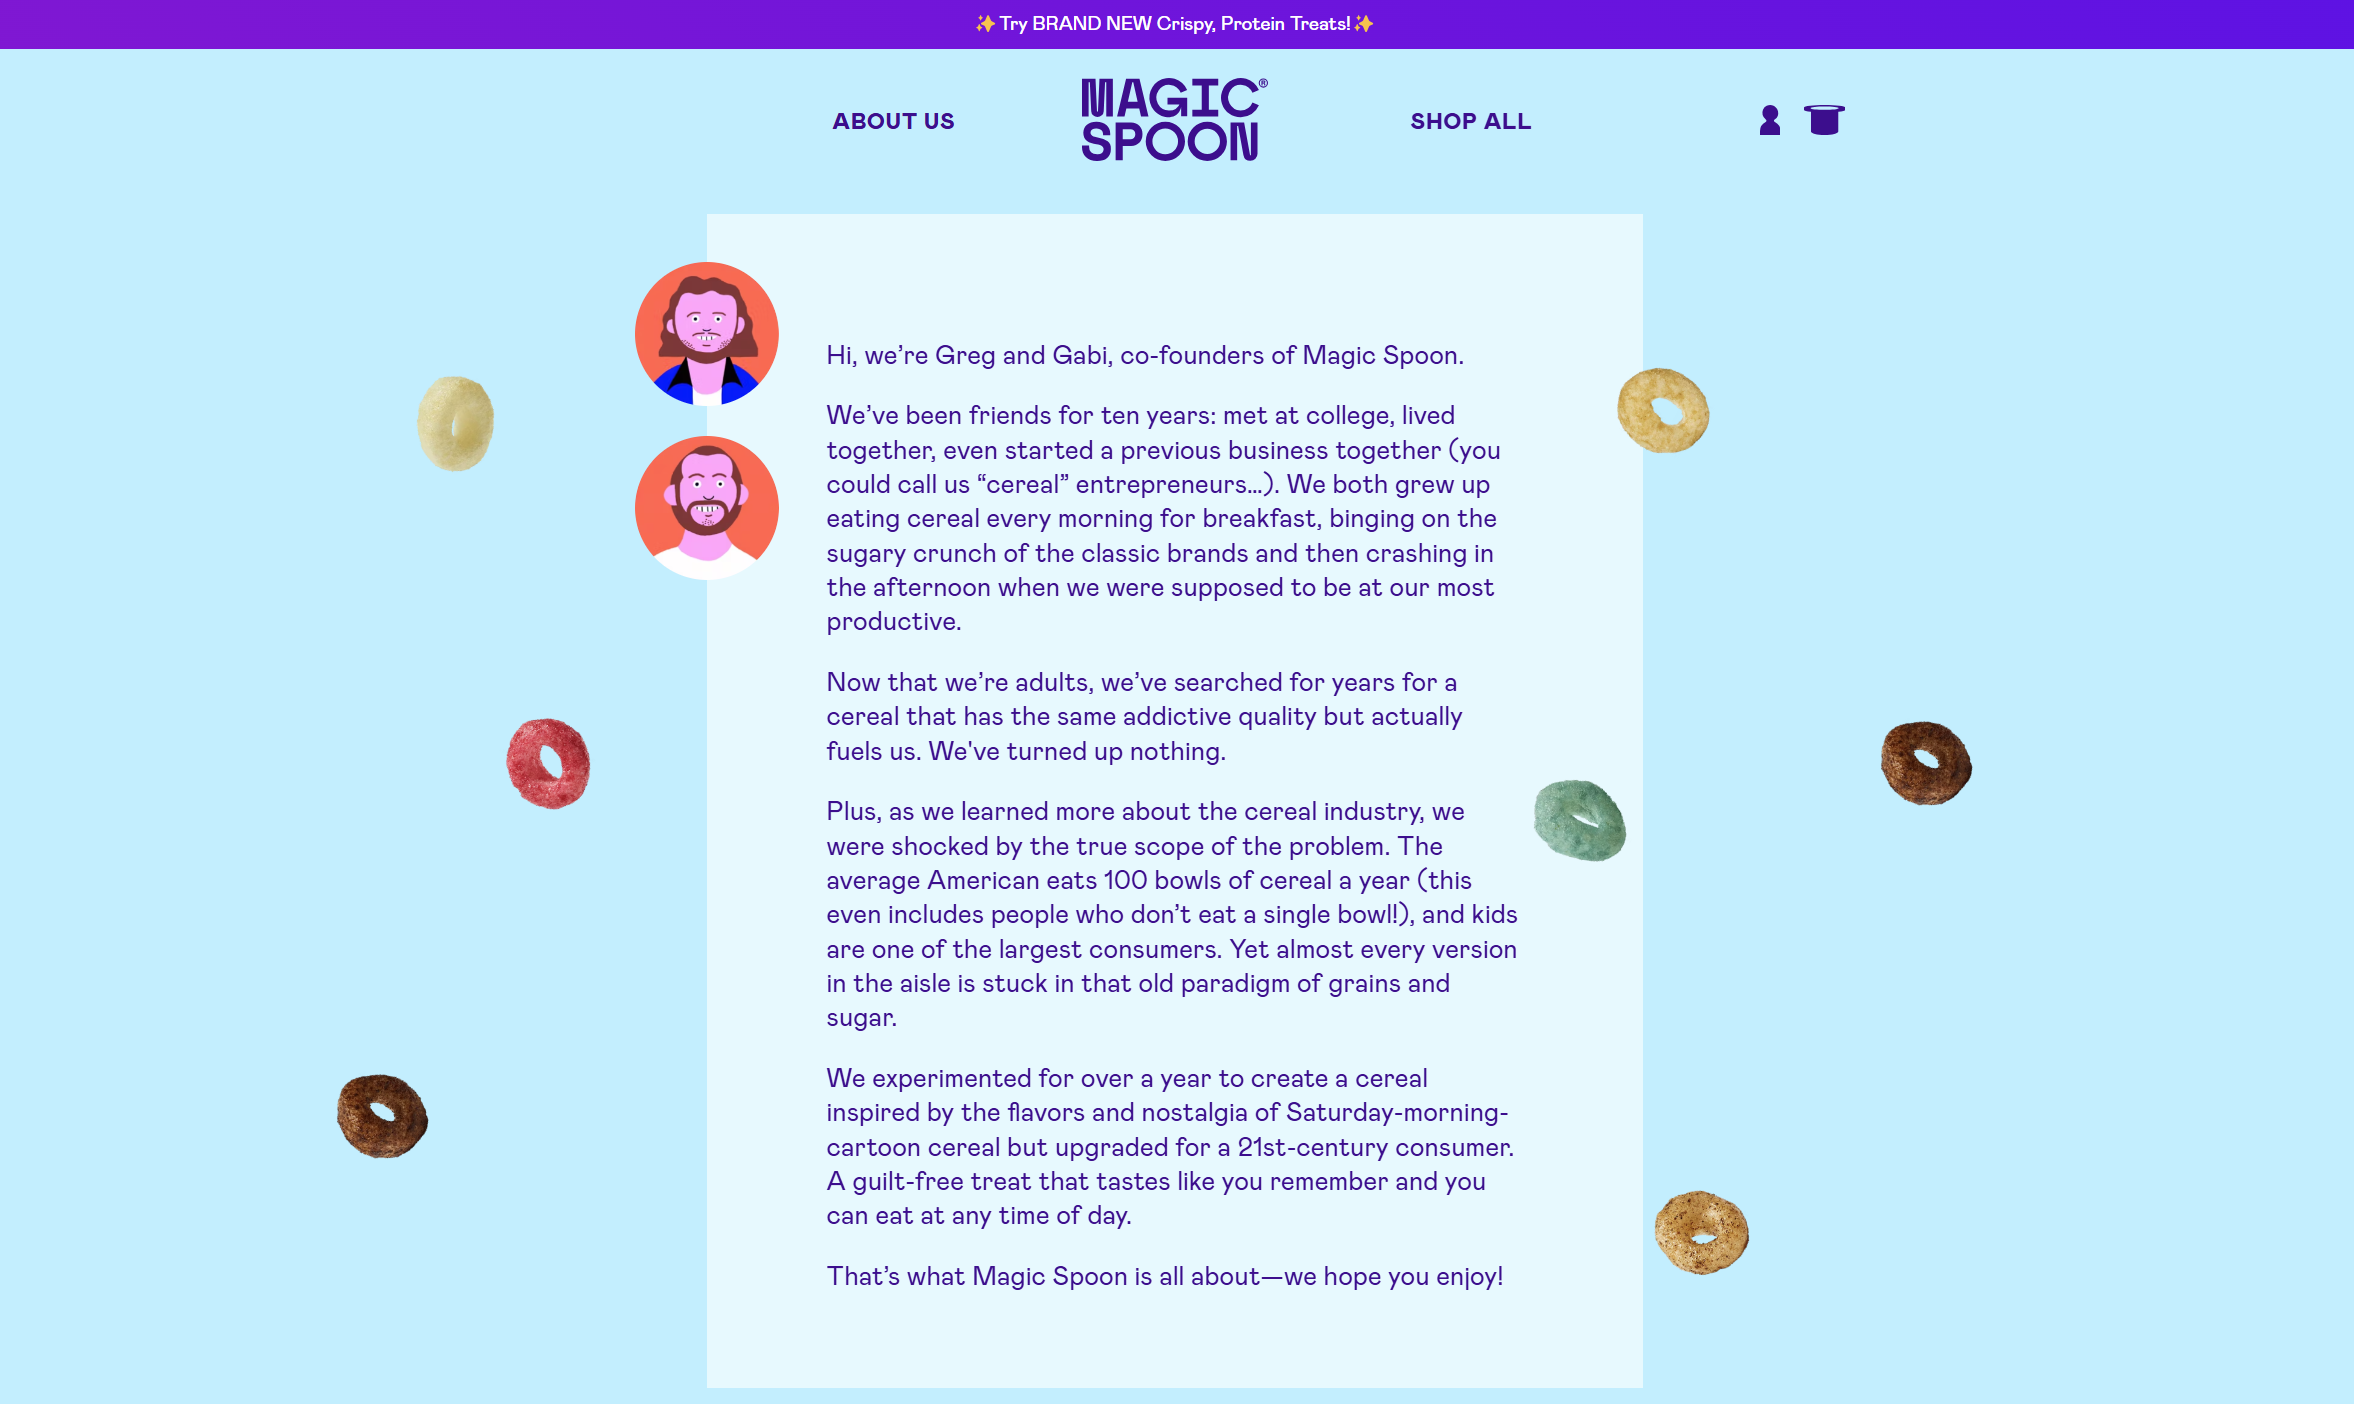 ✨Try BRAND NEW Crispy, Protein Treats!✨
ABOUT US
MAGIC
SPOON®
SHOP ALL
Hi, we’re Greg and Gabi, co-founders of Magic Spoon.
We’ve been friends for ten years: met at college, lived
together, even started a previous business together (you
could call us “cereal” entrepreneurs…). We both grew up
eating cereal every morning for breakfast, binging on the
sugary crunch of the classic brands and then crashing in
the afternoon when we were supposed to be at our most
productive.
Now that we’re adults, we’ve searched for years for a
cereal that has the same addictive quality but actually
fuels us. We've turned up nothing.
Plus, as we learned more about the cereal industry, we
were shocked by the true scope of the problem. The
average American eats 100 bowls of cereal a year (this
even includes people who don’t eat a single bowl!), and kids
are one of the largest consumers. Yet almost every version
in the aisle is stuck in that old paradigm of grains and
sugar.
We experimented for over a year to create a cereal
inspired by the flavors and nostalgia of Saturday-morning-
cartoon cereal but upgraded for a 21st-century consumer.
A guilt-free treat that tastes like you remember and you
can eat at any time of day.
That’s what Magic Spoon is all about—we hope you enjoy!